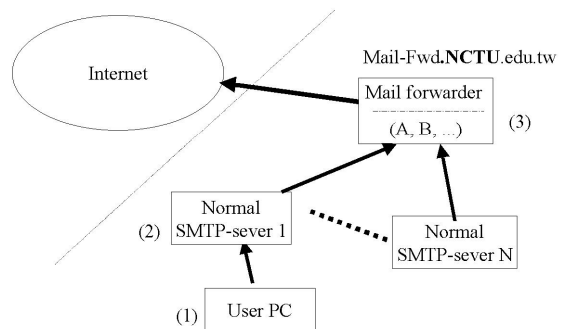 Mail-Fwd.NCTU.edu.tw
Internet
Mail forwarder
(A, B, ...)
(3)
(2)
Normal
SMTP-sever 1
Normal
SMTP-sever N
(1)
User PC